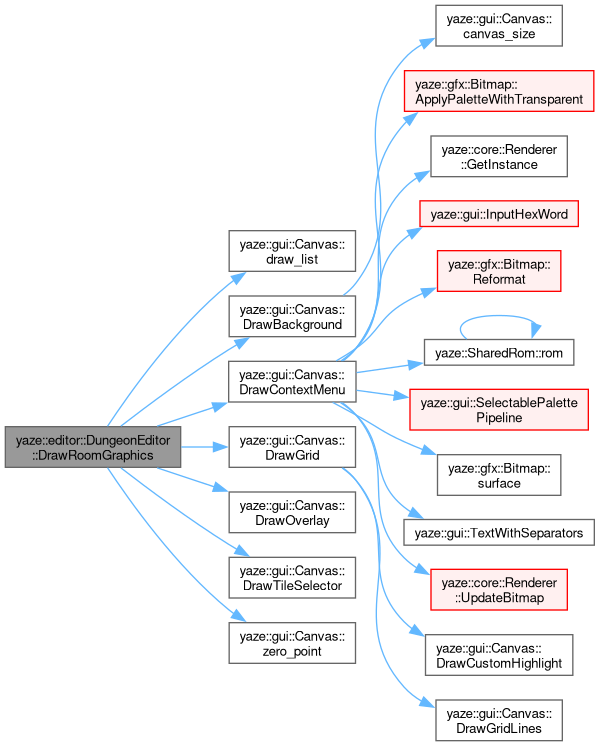 yaze::editor::DungeonEditor
::DrawRoomGraphics
yaze::gui::Canvas::
draw_list
yaze::gui::Canvas::
DrawBackground
yaze::gui::Canvas::
DrawContextMenu
yaze::gui::Canvas::
DrawGrid
yaze::gui::Canvas::
DrawOverlay
yaze::gui::Canvas::
DrawTileSelector
yaze::gui::Canvas::
zero_point
yaze::gui::Canvas::
canvas_size
yaze::gfx::Bitmap::
ApplyPaletteWithTransparent
yaze::core::Renderer
::GetInstance
yaze::gui::InputHexWord
yaze::gfx::Bitmap::
Reformat
yaze::SharedRom::rom
yaze::gui::SelectablePalette
Pipeline
yaze::gfx::Bitmap::
surface
yaze::gui::TextWithSeparators
yaze::core::Renderer
::UpdateBitmap
yaze::gui::Canvas::
DrawCustomHighlight
yaze::gui::Canvas::
DrawGridLines